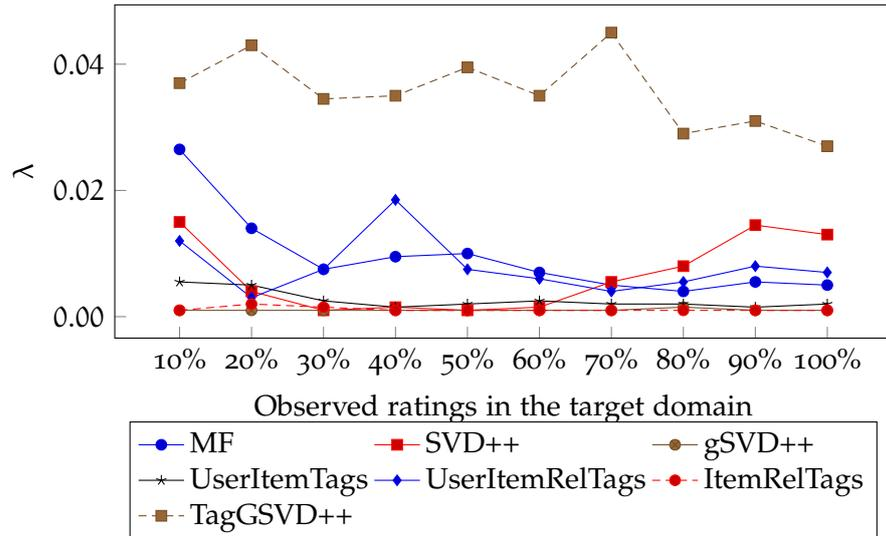 0.04
λ
0.02
0.00
10% 20% 30% 40% 50% 60% 70% 80% 90% 100%
Observed ratings in the target domain
MF SVD++ gSVD++
UserItemTags UserItemRelTags ItemRelTags
TagGSVD++